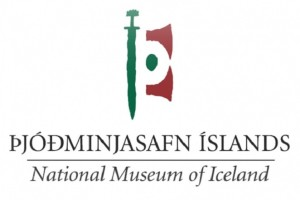 Þ
ÞJÓÐMINJASAFN ÍSLANDS
National Museum of Iceland